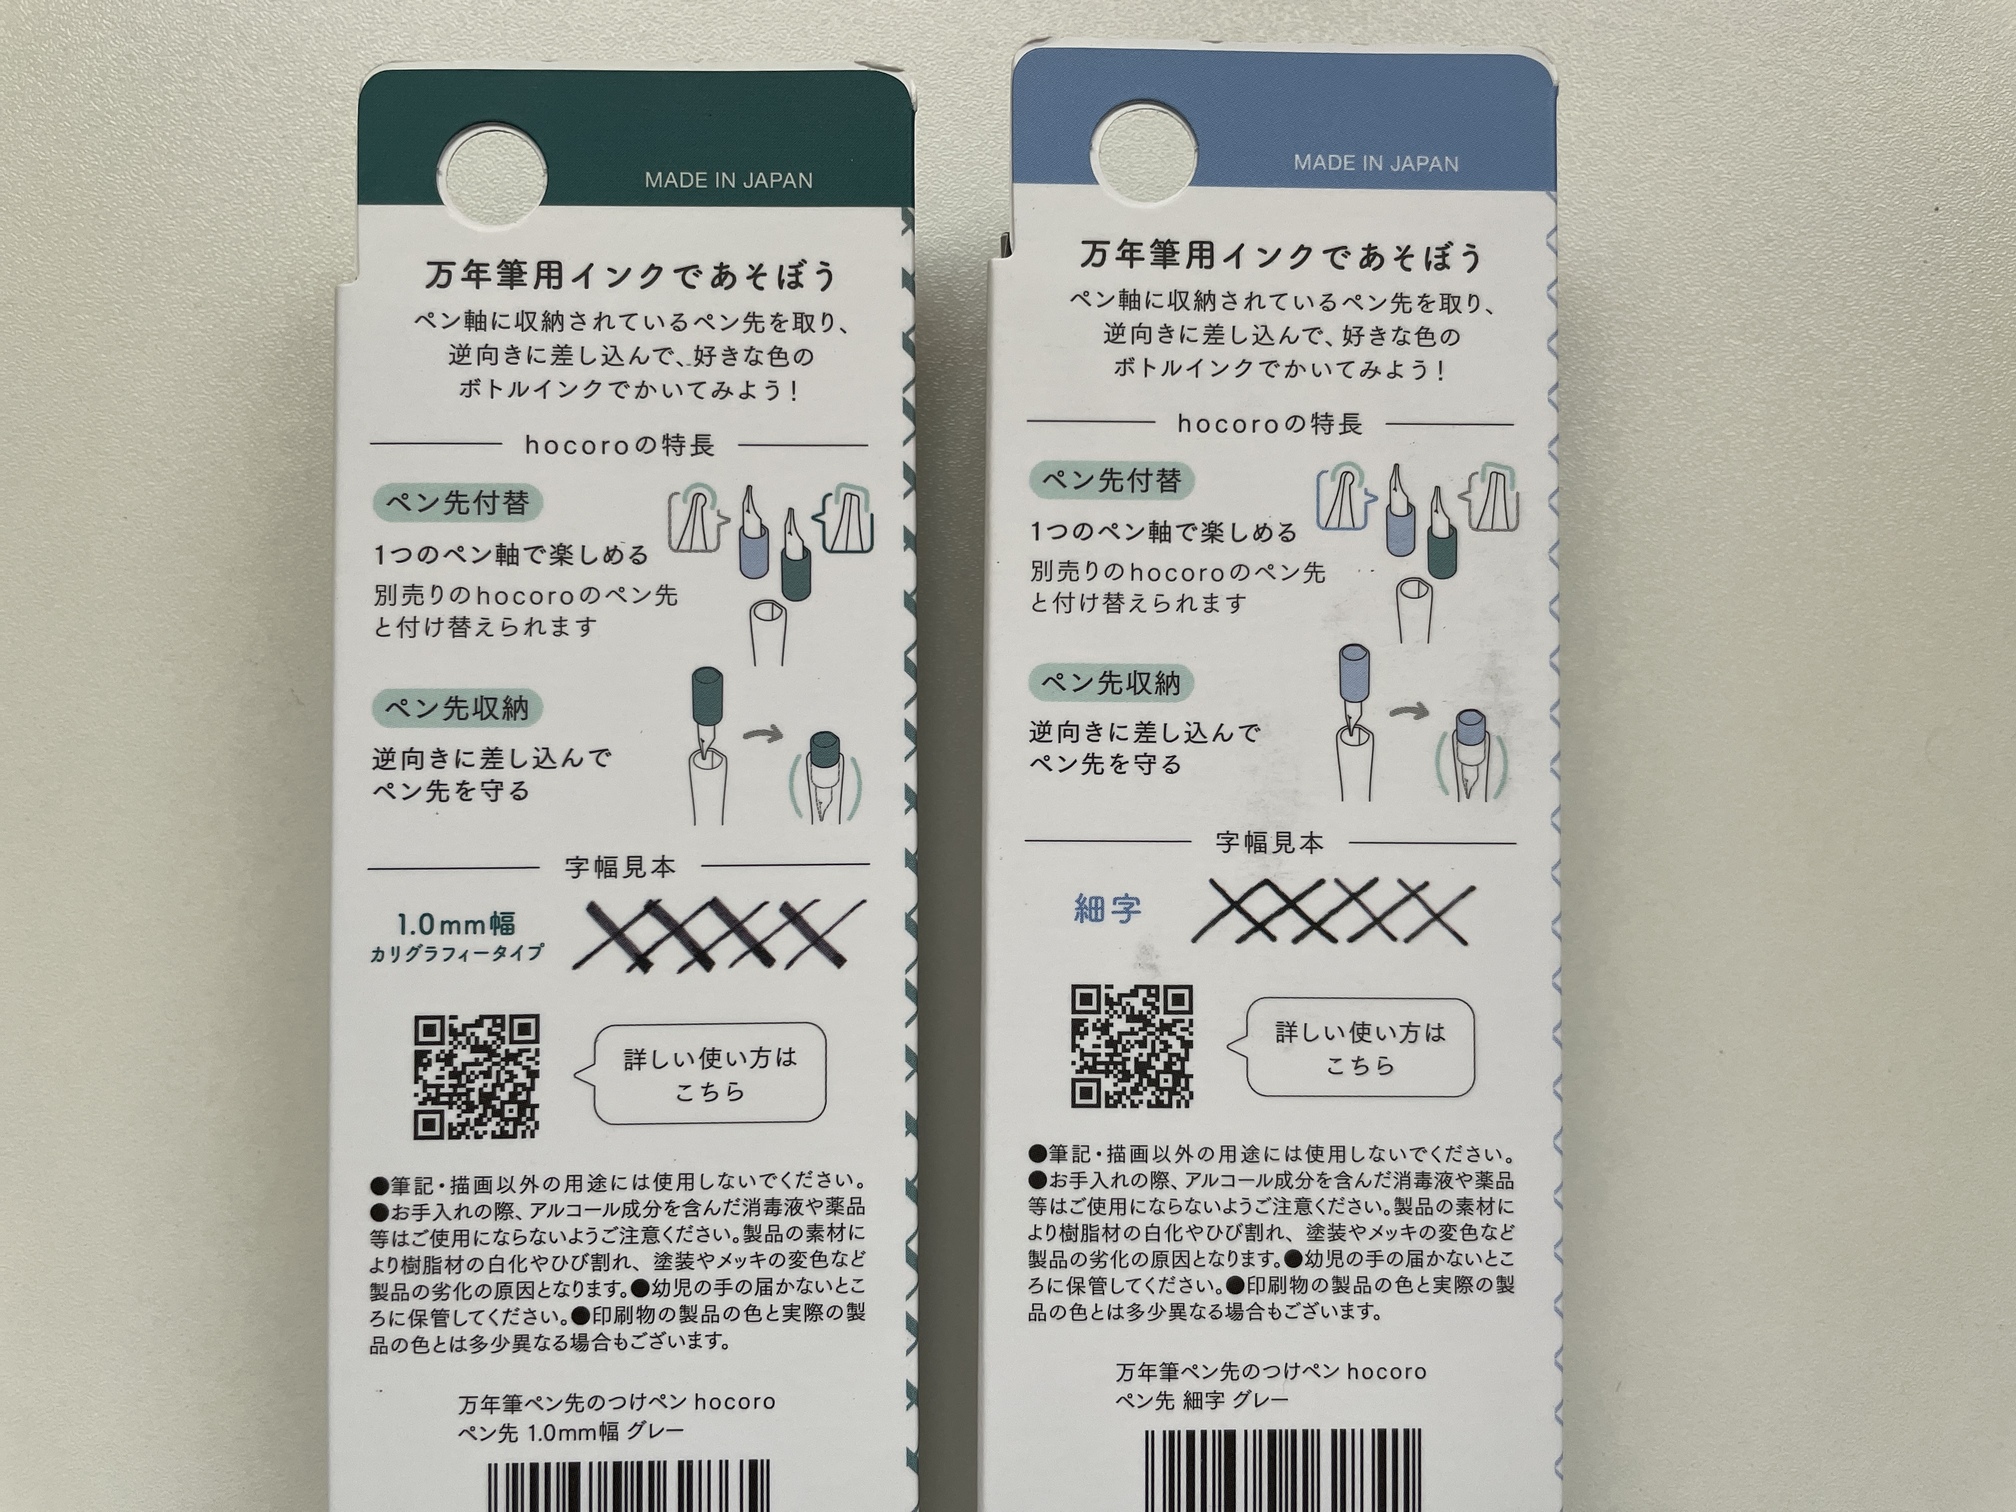 MADE IN JAPAN
万年筆用インクであそぼう
ペン軸に収納されているペン先を取り、
逆向きに差し込んで、好きな色の
ボトルインクでかいてみよう!
hocoroの特長
ペン先付替
1つのペン軸で楽しめる
別売りのhocoroのペン先
と付け替えられます
ペン先収納
逆向きに差し込んで
ペン先を守る
字幅見本
1.0mm幅
カリグラフィータイプ
詳しい使い方は
こちら
●筆記・描画以外の用途には使用しないでください。
●お手入れの際、アルコール成分を含んだ消毒液や薬品
等はご使用にならないようご注意ください。製品の素材に
より樹脂材の白化やひび割れ、塗装やメッキの変色など
製品の劣化の原因となります。●幼児の手の届かないとこ
ろに保管してください。●印刷物の製品の色と実際の製
品の色とは多少異なる場合もございます。
万年筆ペン先のつけペン hocoro
ペン先 1.0mm幅 グレー
MADE IN JAPAN
万年筆用インクであそぼう
ペン軸に収納されているペン先を取り、
逆向きに差し込んで、好きな色の
ボトルインクでかいてみよう!
hocoroの特長
ペン先付替
1つのペン軸で楽しめる
別売りのhocoroのペン先
と付け替えられます
ペン先収納
逆向きに差し込んで
ペン先を守る
字幅見本
細字
詳しい使い方は
こちら
●筆記・描画以外の用途には使用しないでください。
●お手入れの際、アルコール成分を含んだ消毒液や薬品
等はご使用にならないようご注意ください。製品の素材に
より樹脂材の白化やひび割れ、塗装やメッキの変色など
製品の劣化の原因となります。●幼児の手の届かないとこ
ろに保管してください。●印刷物の製品の色と実際の製
品の色とは多少異なる場合もございます。
万年筆ペン先のつけペン hocoro
ペン先 細字 グレー